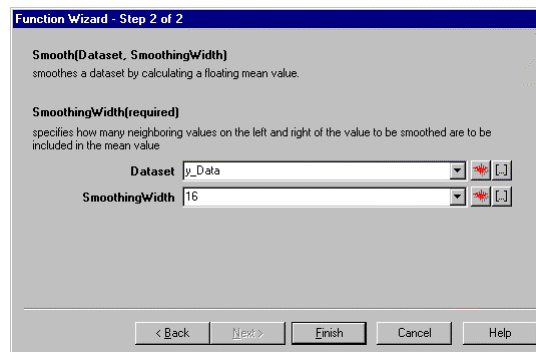 Function Wizard - Step 2 of 2
Smooth(Dataset, SmoothingWidth)
smoothes a dataset by calculating a floating mean value.
SmoothingWidth(required)
specifies how many neighboring values on the left and right of the value to be smoothed are to be
included in the mean value
Dataset y_Data [...]
SmoothingWidth 16 [...]
< Back Next > Finish Cancel Help